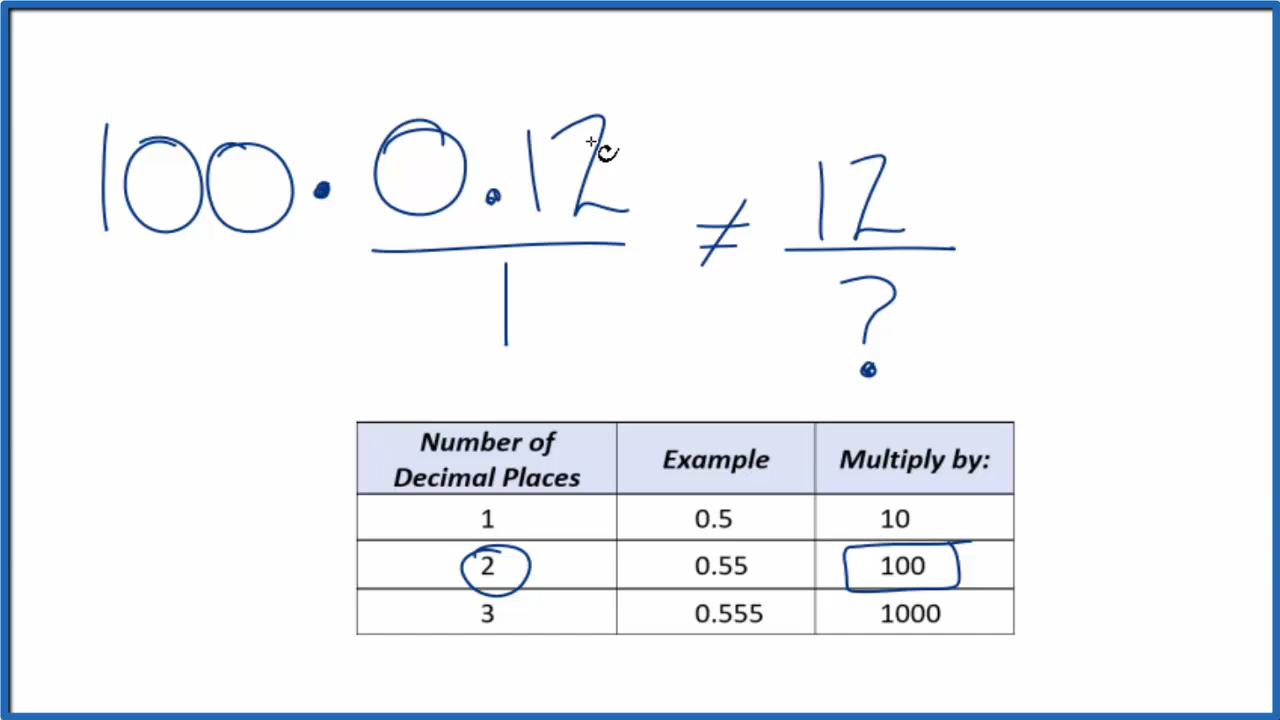 100 · 0.12 ≠ 12
1 ?
Number of Decimal Places Example Multiply by:
1 0.5 10
2 0.55 100
3 0.555 1000